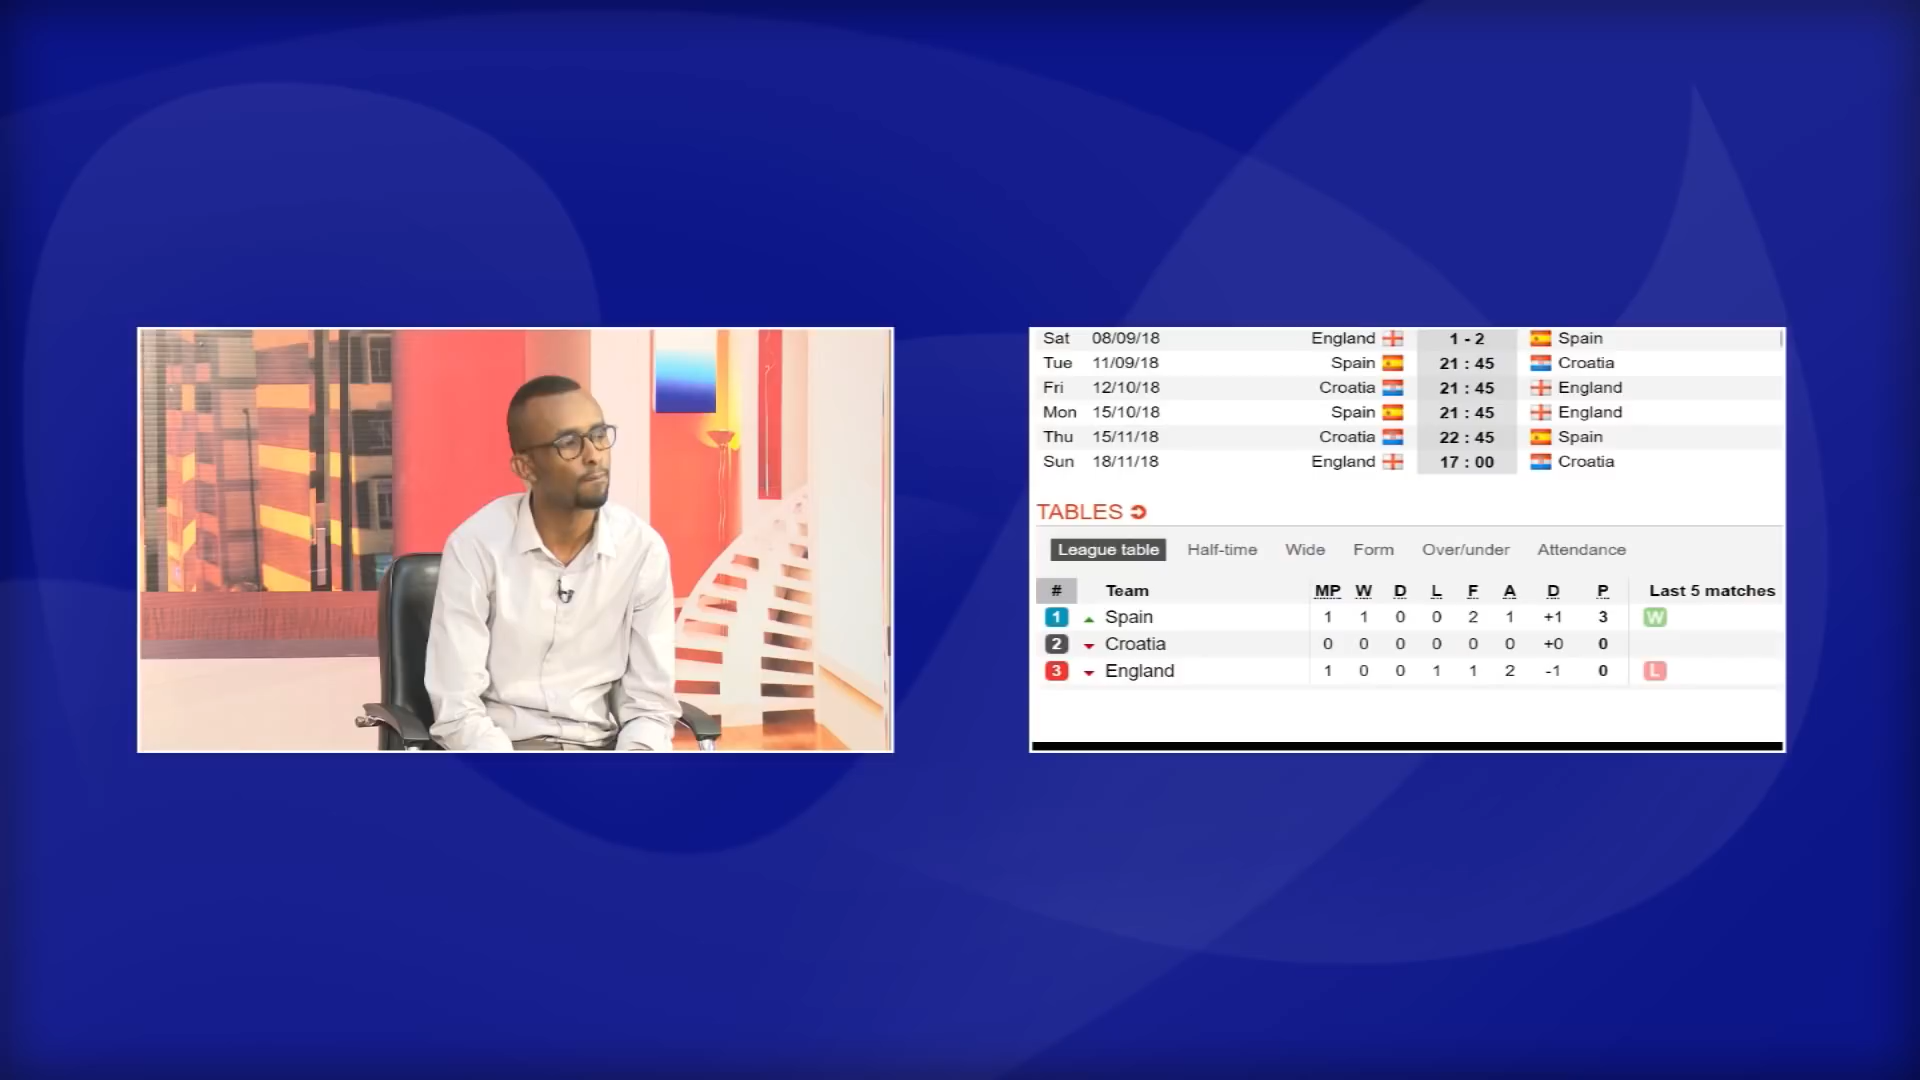 Sat 08/09/18 England 1 - 2 Spain
Tue 11/09/18 Spain 21 : 45 Croatia
Fri 12/10/18 Croatia 21 : 45 England
Mon 15/10/18 Spain 21 : 45 England
Thu 15/11/18 Croatia 22 : 45 Spain
Sun 18/11/18 England 17 : 00 Croatia
TABLES
League table Half-time Wide Form Over/under Attendance
# Team MP W D L F A D P Last 5 matches
1 Spain 1 1 0 0 2 1 +1 3 W
2 Croatia 0 0 0 0 0 0 +0 0
3 England 1 0 0 1 1 2 -1 0 L